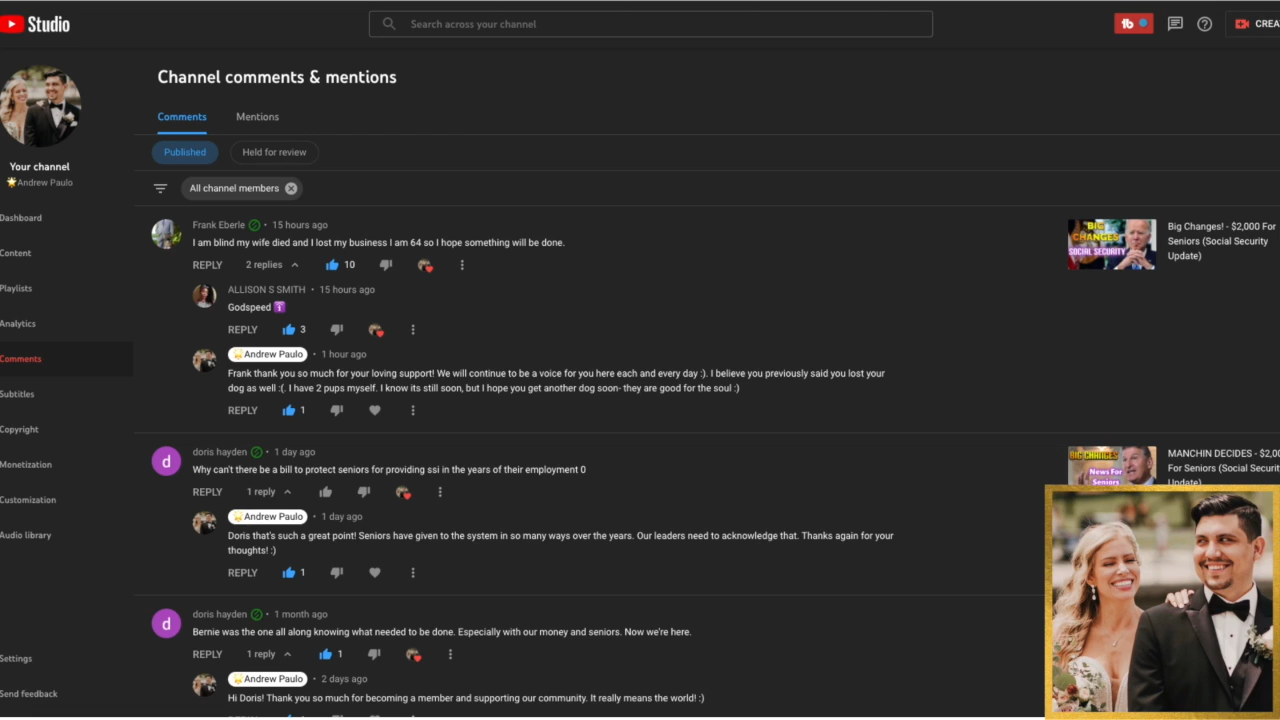 Studio
Search across your channel
tb
CREA
Channel comments & mentions
Comments
Mentions
Your channel
Andrew Paulo
Published
Held for review
All channel members
Dashboard
Content
Playlists
Analytics
Comments
Subtitles
Copyright
Monetization
Customization
Audio library
Settings
Send feedback
Frank Eberle • 15 hours ago
I am blind my wife died and I lost my business I am 64 so I hope something will be done.
REPLY 2 replies 10
BIG CHANGES
SOCIAL SECURITY
Big Changes! - $2,000 For
Seniors (Social Security
Update)
ALLISON S SMITH • 15 hours ago
Godspeed
REPLY 3
Andrew Paulo • 1 hour ago
Frank thank you so much for your loving support! We will continue to be a voice for you here each and every day :). I believe you previously said you lost your
dog as well :(. I have 2 pups myself. I know its still soon, but I hope you get another dog soon- they are good for the soul :)
REPLY 1
d
doris hayden • 1 day ago
Why can't there be a bill to protect seniors for providing ssi in the years of their employment 0
REPLY 1 reply
BIG CHANGES
News For
Seniors
MANCHIN DECIDES - $2,00
For Seniors (Social Securit
Update)
Andrew Paulo • 1 day ago
Doris that's such a great point! Seniors have given to the system in so many ways over the years. Our leaders need to acknowledge that. Thanks again for your
thoughts! :)
REPLY 1
d
doris hayden • 1 month ago
Bernie was the one all along knowing what needed to be done. Especially with our money and seniors. Now we're here.
REPLY 1 reply 1
Andrew Paulo • 2 days ago
Hi Doris! Thank you so much for becoming a member and supporting our community. It really means the world! :)